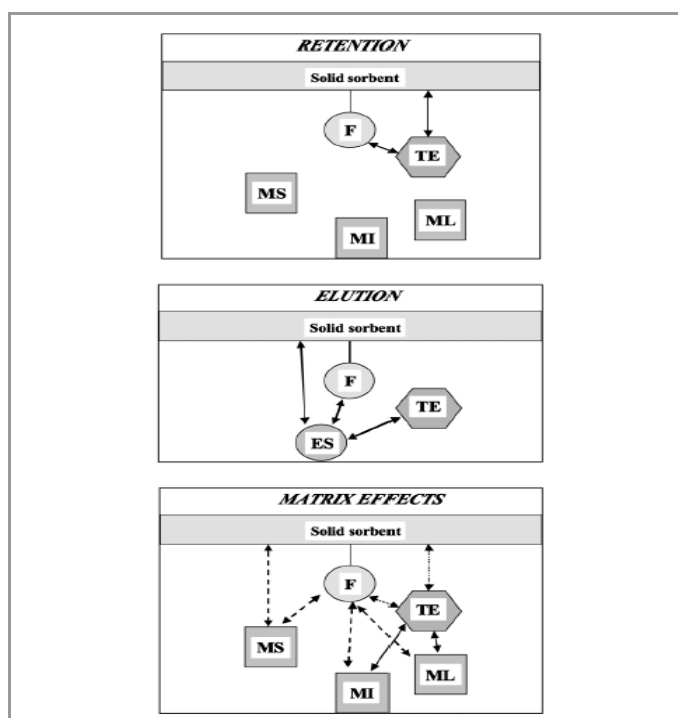 RETENTION
Solid sorbent
F
TE
MS
ML
MI
ELUTION
Solid sorbent
F
TE
ES
MATRIX EFFECTS
Solid sorbent
F
TE
MS
ML
MI